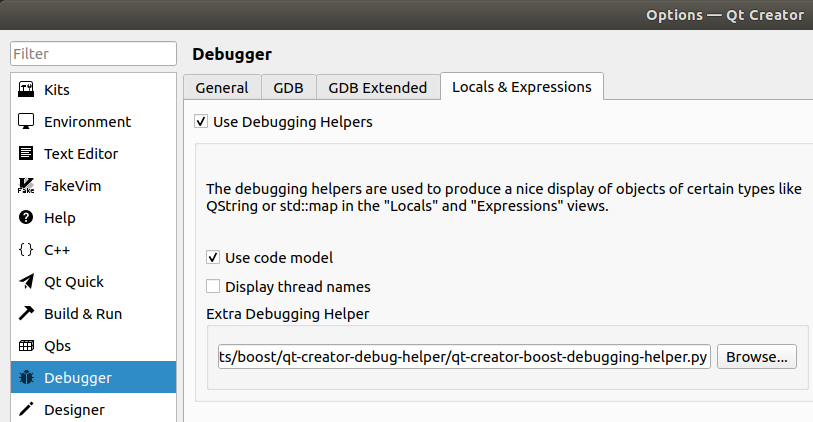 Options — Qt Creator
Filter
Kits
Environment
Text Editor
FakeVim
Fake
Help
C++
Qt Quick
Build & Run
Qbs
Debugger
Designer
Debugger
General GDB GDB Extended Locals & Expressions
Use Debugging Helpers
The debugging helpers are used to produce a nice display of objects of certain types like
QString or std::map in the "Locals" and "Expressions" views.
Use code model
Display thread names
Extra Debugging Helper
ts/boost/qt-creator-debug-helper/qt-creator-boost-debugging-helper.py Browse...